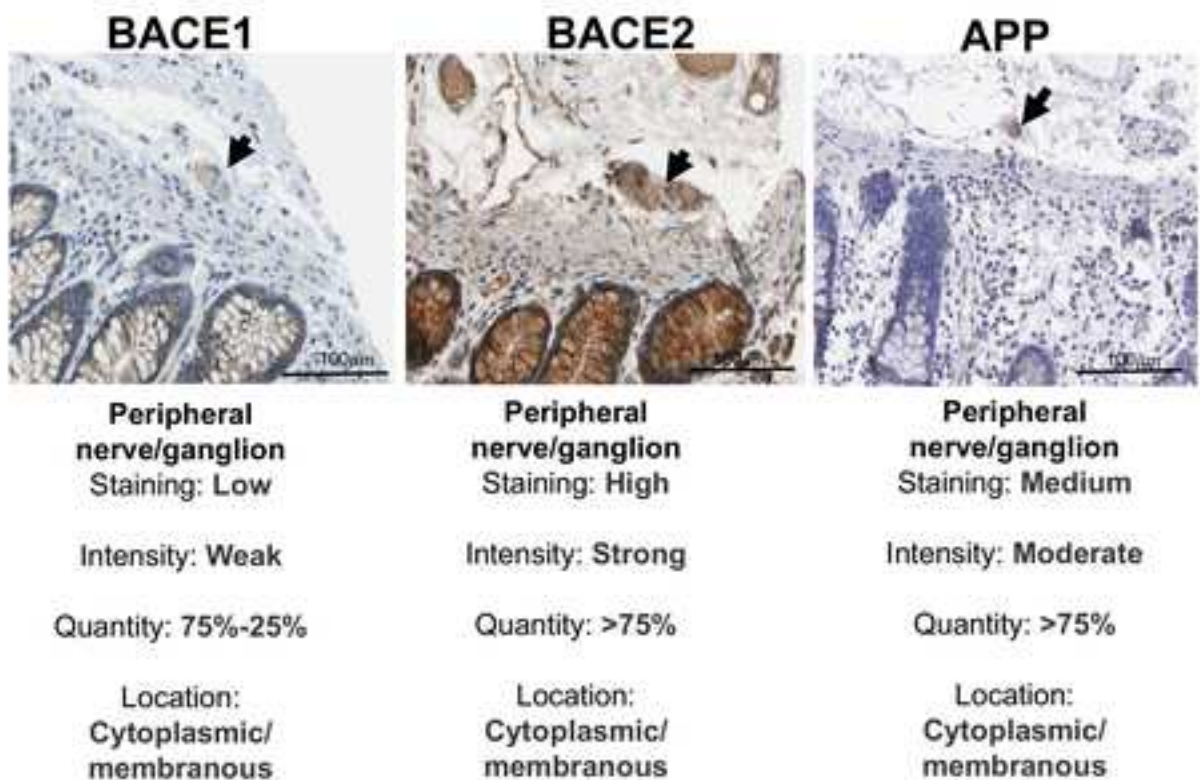 BACE1
BACE2
APP
100μm
100μm
Peripheral
nerve/ganglion
Staining: Low
Intensity: Weak
Quantity: 75%-25%
Location:
Cytoplasmic/
membranous
Peripheral
nerve/ganglion
Staining: High
Intensity: Strong
Quantity: >75%
Location:
Cytoplasmic/
membranous
Peripheral
nerve/ganglion
Staining: Medium
Intensity: Moderate
Quantity: >75%
Location:
Cytoplasmic/
membranous